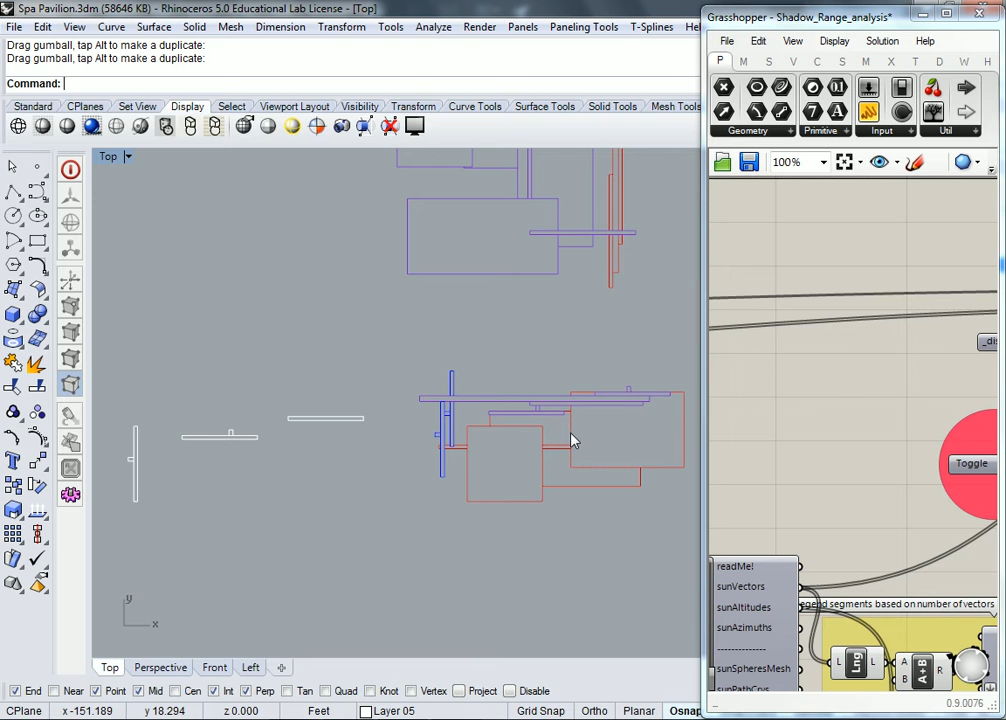 Spa Pavilion.3dm (58646 KB) - Rhinoceros 5.0 Educational Lab License - [Top]
File Edit View Curve Surface Solid Mesh Dimension Transform Tools Analyze Render Panels Paneling Tools T-Splines
Drag gumball, tap Alt to make a duplicate:
Drag gumball, tap Alt to make a duplicate:
Command:
Standard CPlanes Set View Display Select Viewport Layout Visibility Transform Curve Tools Surface Tools Solid Tools Mesh Tools
Top
y
x
Top Perspective Front Left
End Near Point Mid Cen Int Perp Tan Quad Knot Vertex Project Disable
CPlane x -151.189 y 18.294 z 0.000 Feet Layer 05 Grid Snap Ortho Planar Osnap
Grasshopper - Shadow_Range_analysis*
File Edit View Display Solution Help
P M S V C S M X T W H
Geometry Primitive Input Util
100%
_dis
Toggle
readMe!
sunVectors
sunAltitudes
sunAzimuths
-------------
sunSpheresMesh
sunPathCrvs
egend segments based on number of vectors
L Lng L
A B A+B R
0.9.0076